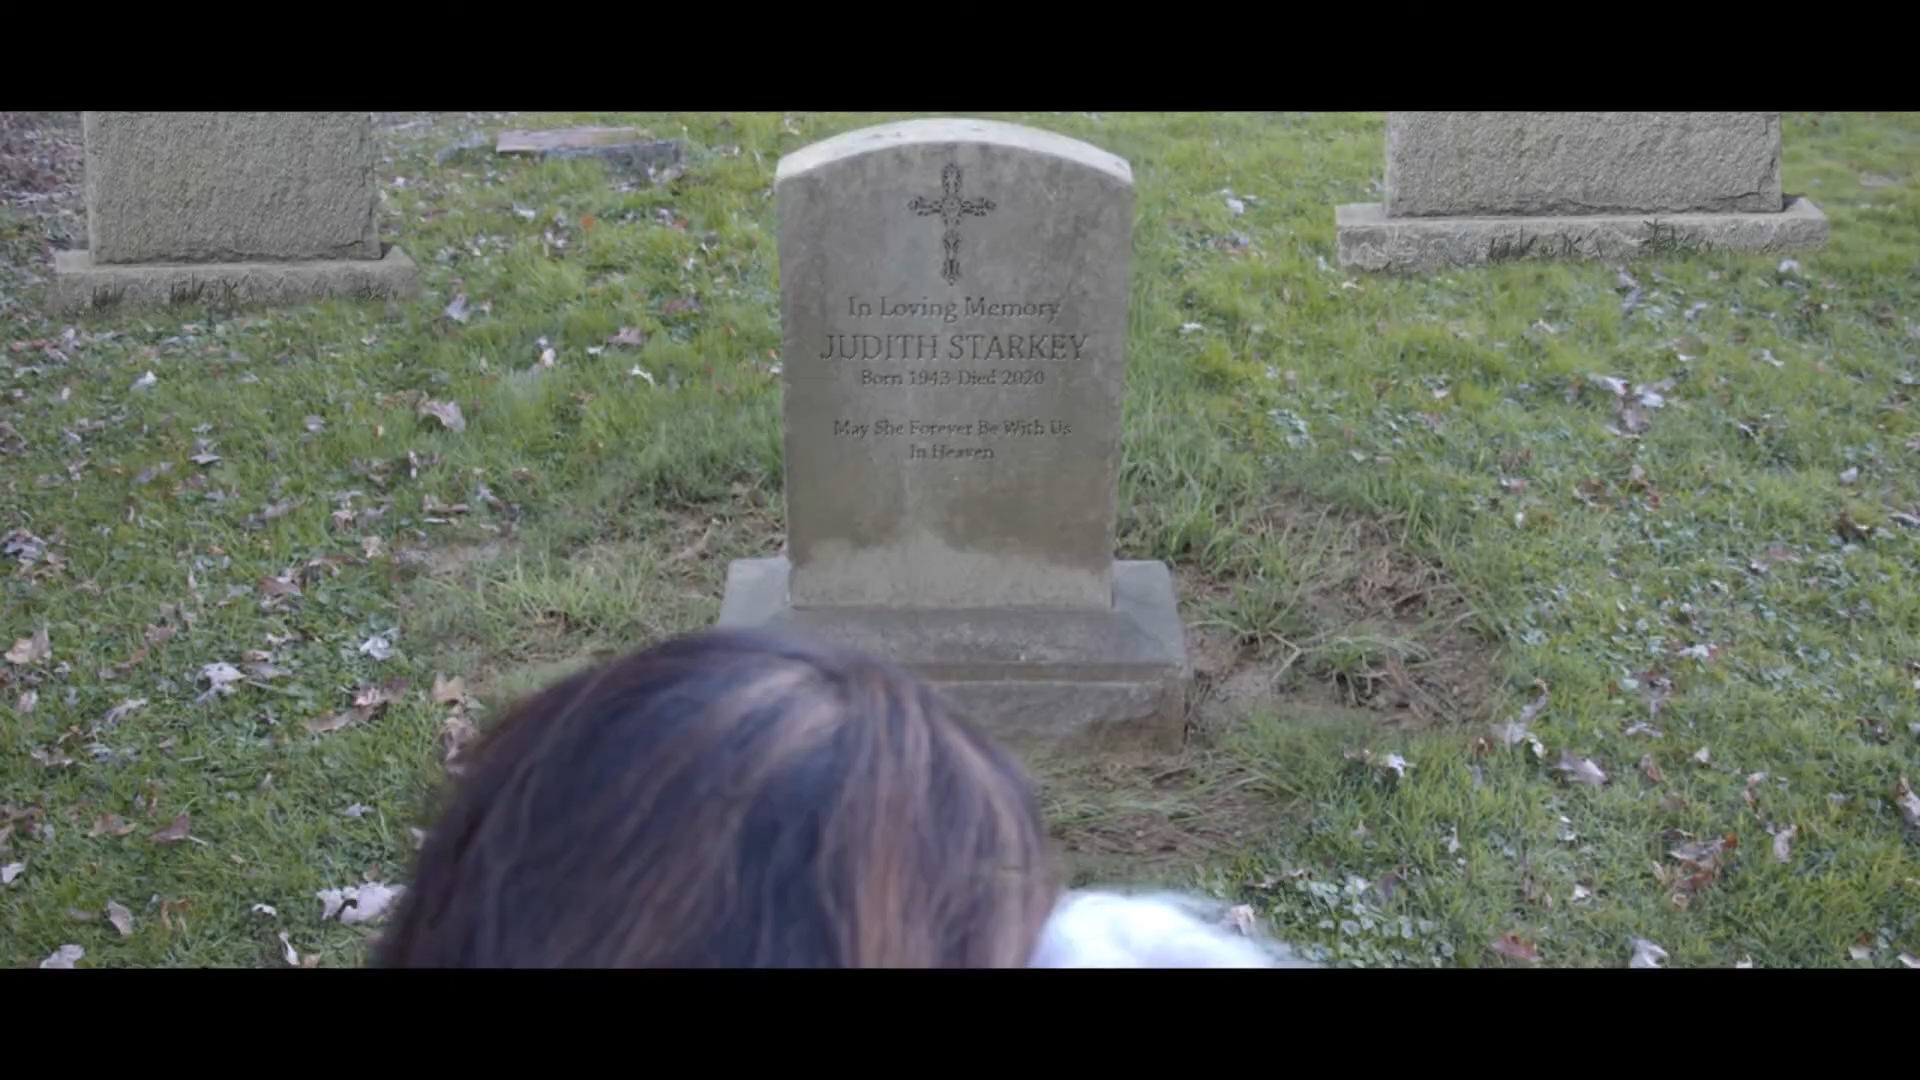 In Loving Memory
JUDITH STARKEY
Born 1943-Died 2020
May She Forever Be With Us
In Heaven